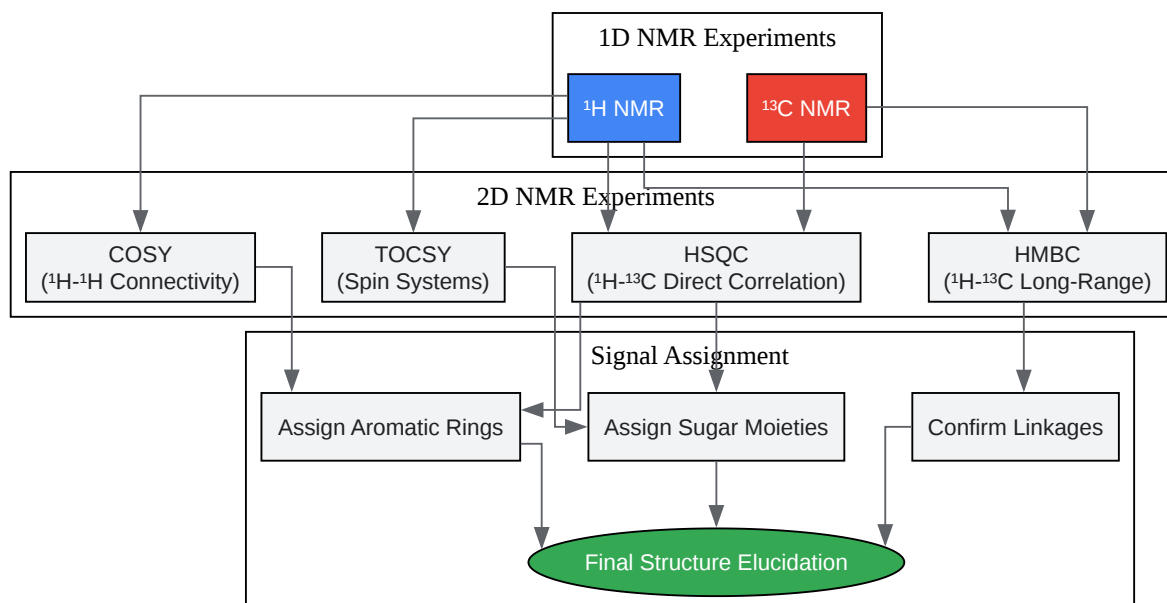 1D NMR Experiments
¹H NMR
¹³C NMR
2D NMR Experiments
COSY
(¹H-¹H Connectivity)
TOCSY
(Spin Systems)
HSQC
(¹H-¹³C Direct Correlation)
HMBC
(¹H-¹³C Long-Range)
Signal Assignment
Assign Aromatic Rings
Assign Sugar Moieties
Confirm Linkages
Final Structure Elucidation